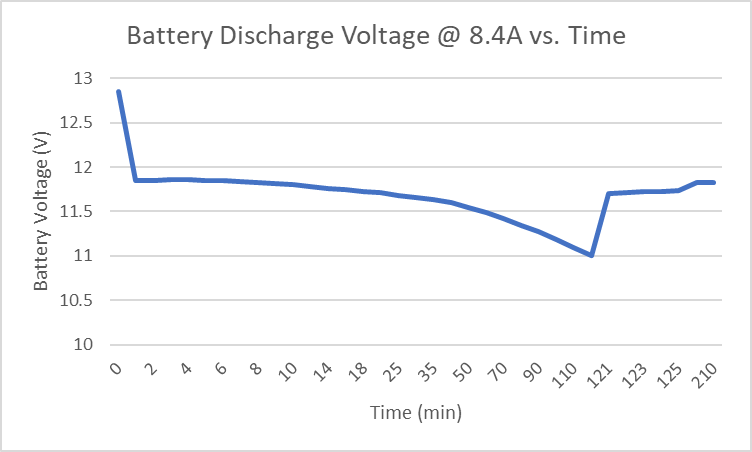 Battery Discharge Voltage @ 8.4A vs. Time
13
12.5
12
11.5
11
10.5
10
Battery Voltage (V)
0 2 4 6 8 10 14 18 25 35 50 70 90 110 121 123 125 210
Time (min)